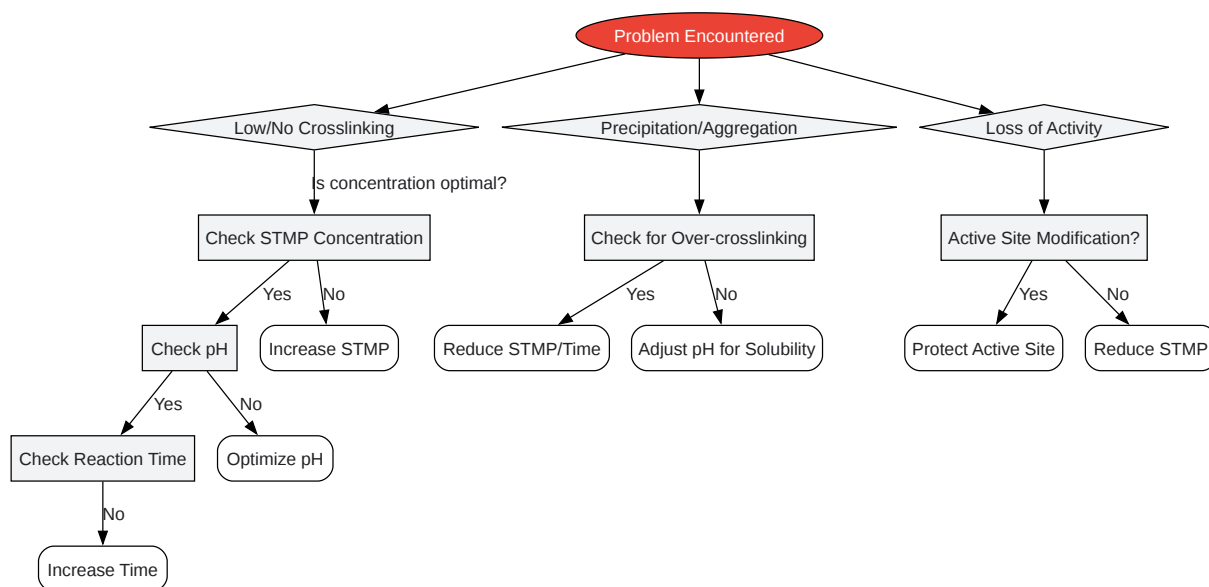 Problem Encountered
Low/No Crosslinking
Precipitation/Aggregation
Loss of Activity
Is concentration optimal?
Check STMP Concentration
Check for Over-crosslinking
Active Site Modification?
Yes
No
Yes
No
Yes
No
Check pH
Increase STMP
Reduce STMP/Time
Adjust pH for Solubility
Protect Active Site
Reduce STMP
Yes
No
Check Reaction Time
Optimize pH
No
Increase Time